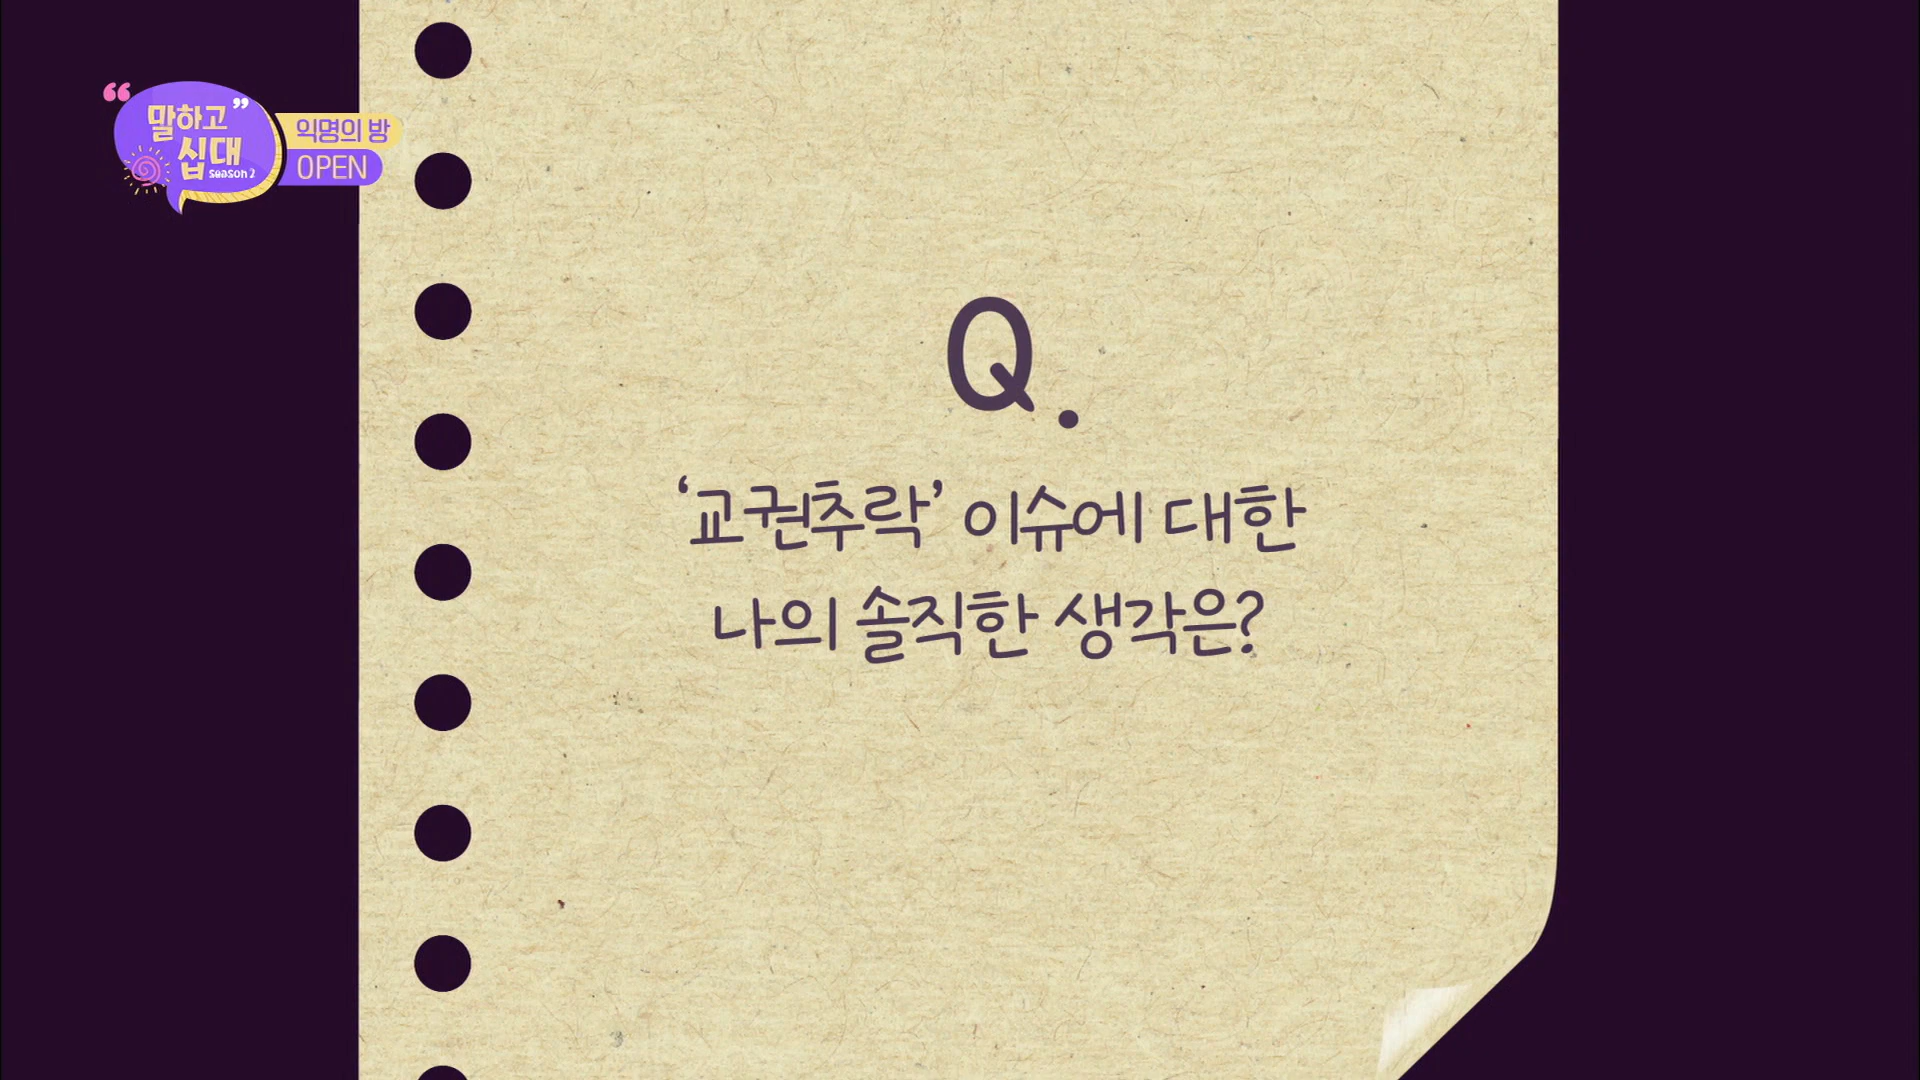 “말하고”
십대
season 2
익명의 방
OPEN
Q.
‘교권추락’ 이슈에 대한
나의 솔직한 생각은?